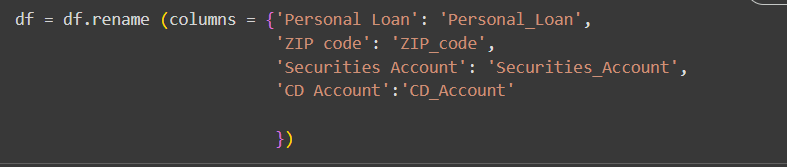 df = df.rename (columns = {'Personal Loan': 'Personal_Loan',
'ZIP code': 'ZIP_code',
'Securities Account': 'Securities_Account',
'CD Account':'CD_Account'
})